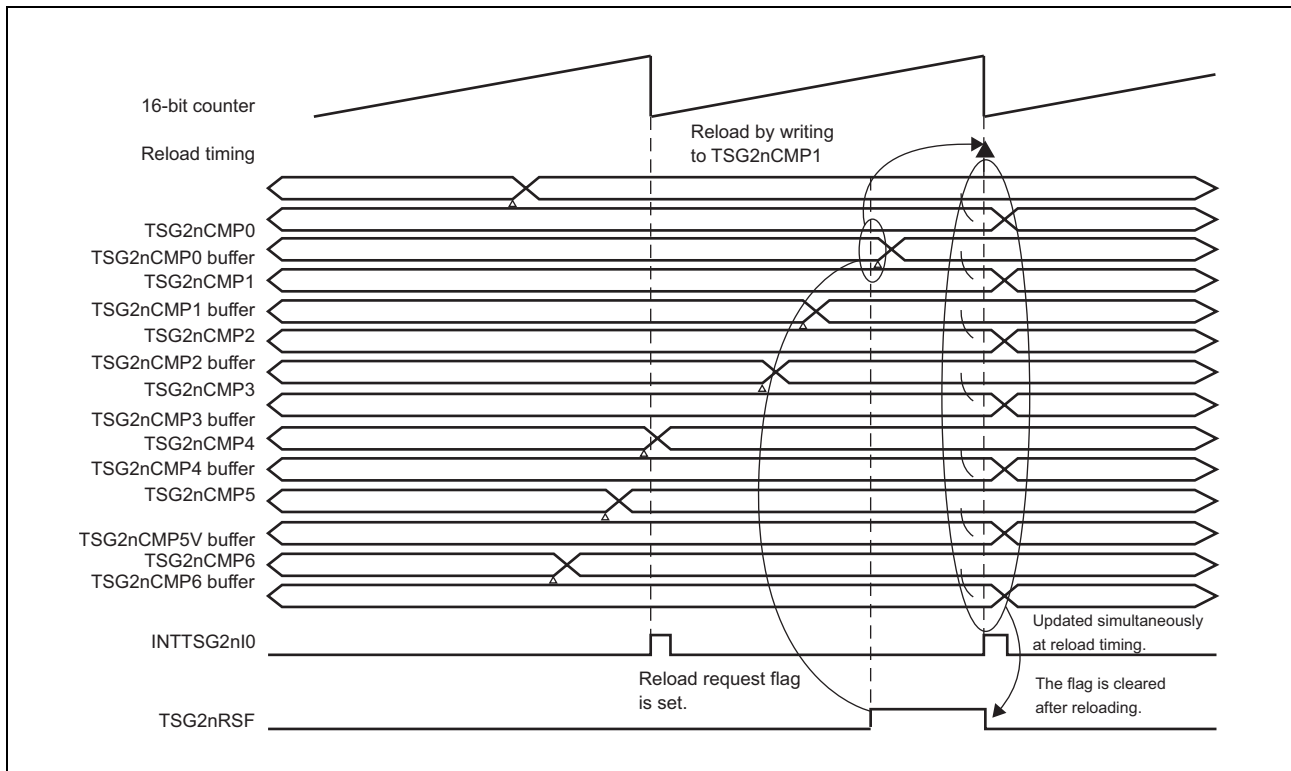 16-bit counter
Reload timing
Reload by writing
to TSG2nCMP1
TSG2nCMP0
TSG2nCMP0 buffer
TSG2nCMP1
TSG2nCMP1 buffer
TSG2nCMP2
TSG2nCMP2 buffer
TSG2nCMP3
TSG2nCMP3 buffer
TSG2nCMP4
TSG2nCMP4 buffer
TSG2nCMP5
TSG2nCMP5V buffer
TSG2nCMP6
TSG2nCMP6 buffer
INTTSG2nI0
Updated simultaneously
at reload timing.
Reload request flag
is set.
The flag is cleared
after reloading.
TSG2nRSF